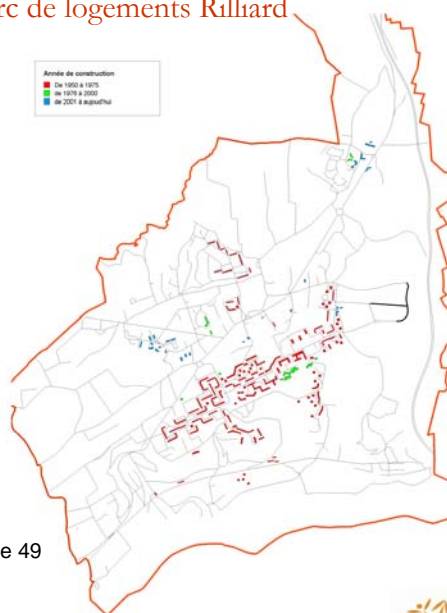 rc de logements Rilliard
Année de construction
De 1950 à 1975
de 1976 à 2000
de 2001 à aujourd'hui
e 49